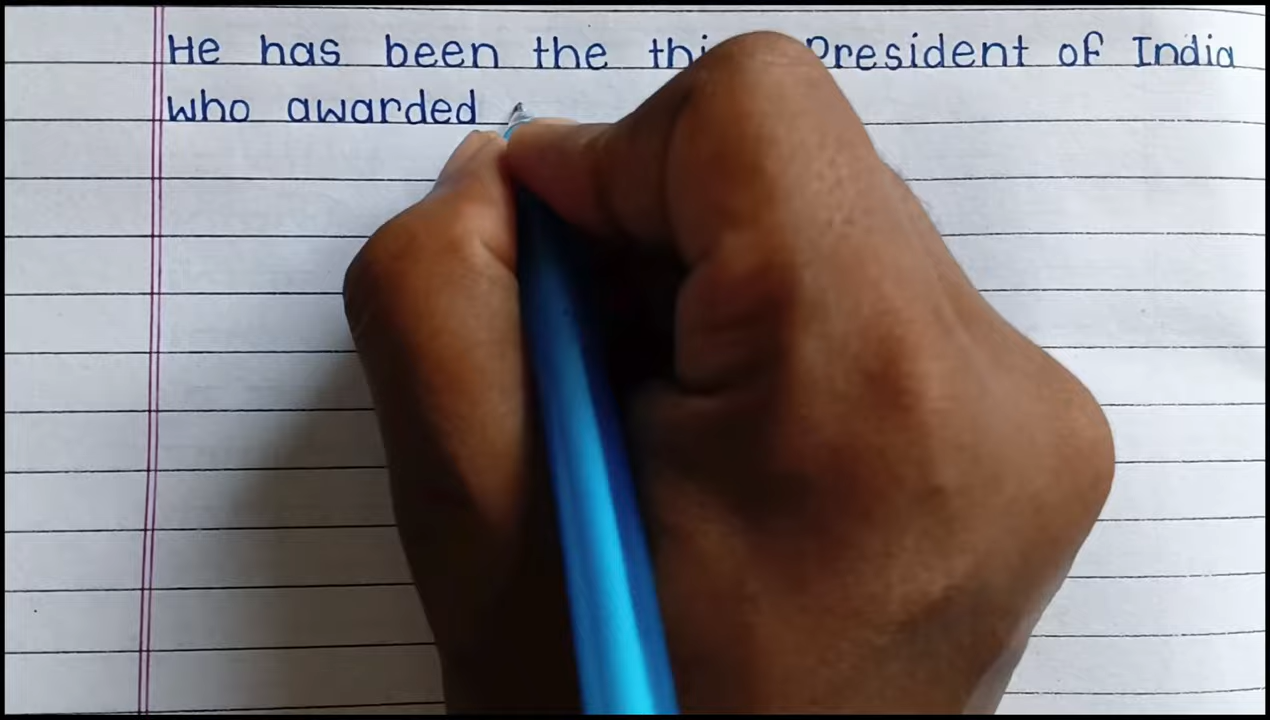 He has been the President of India
who awarded